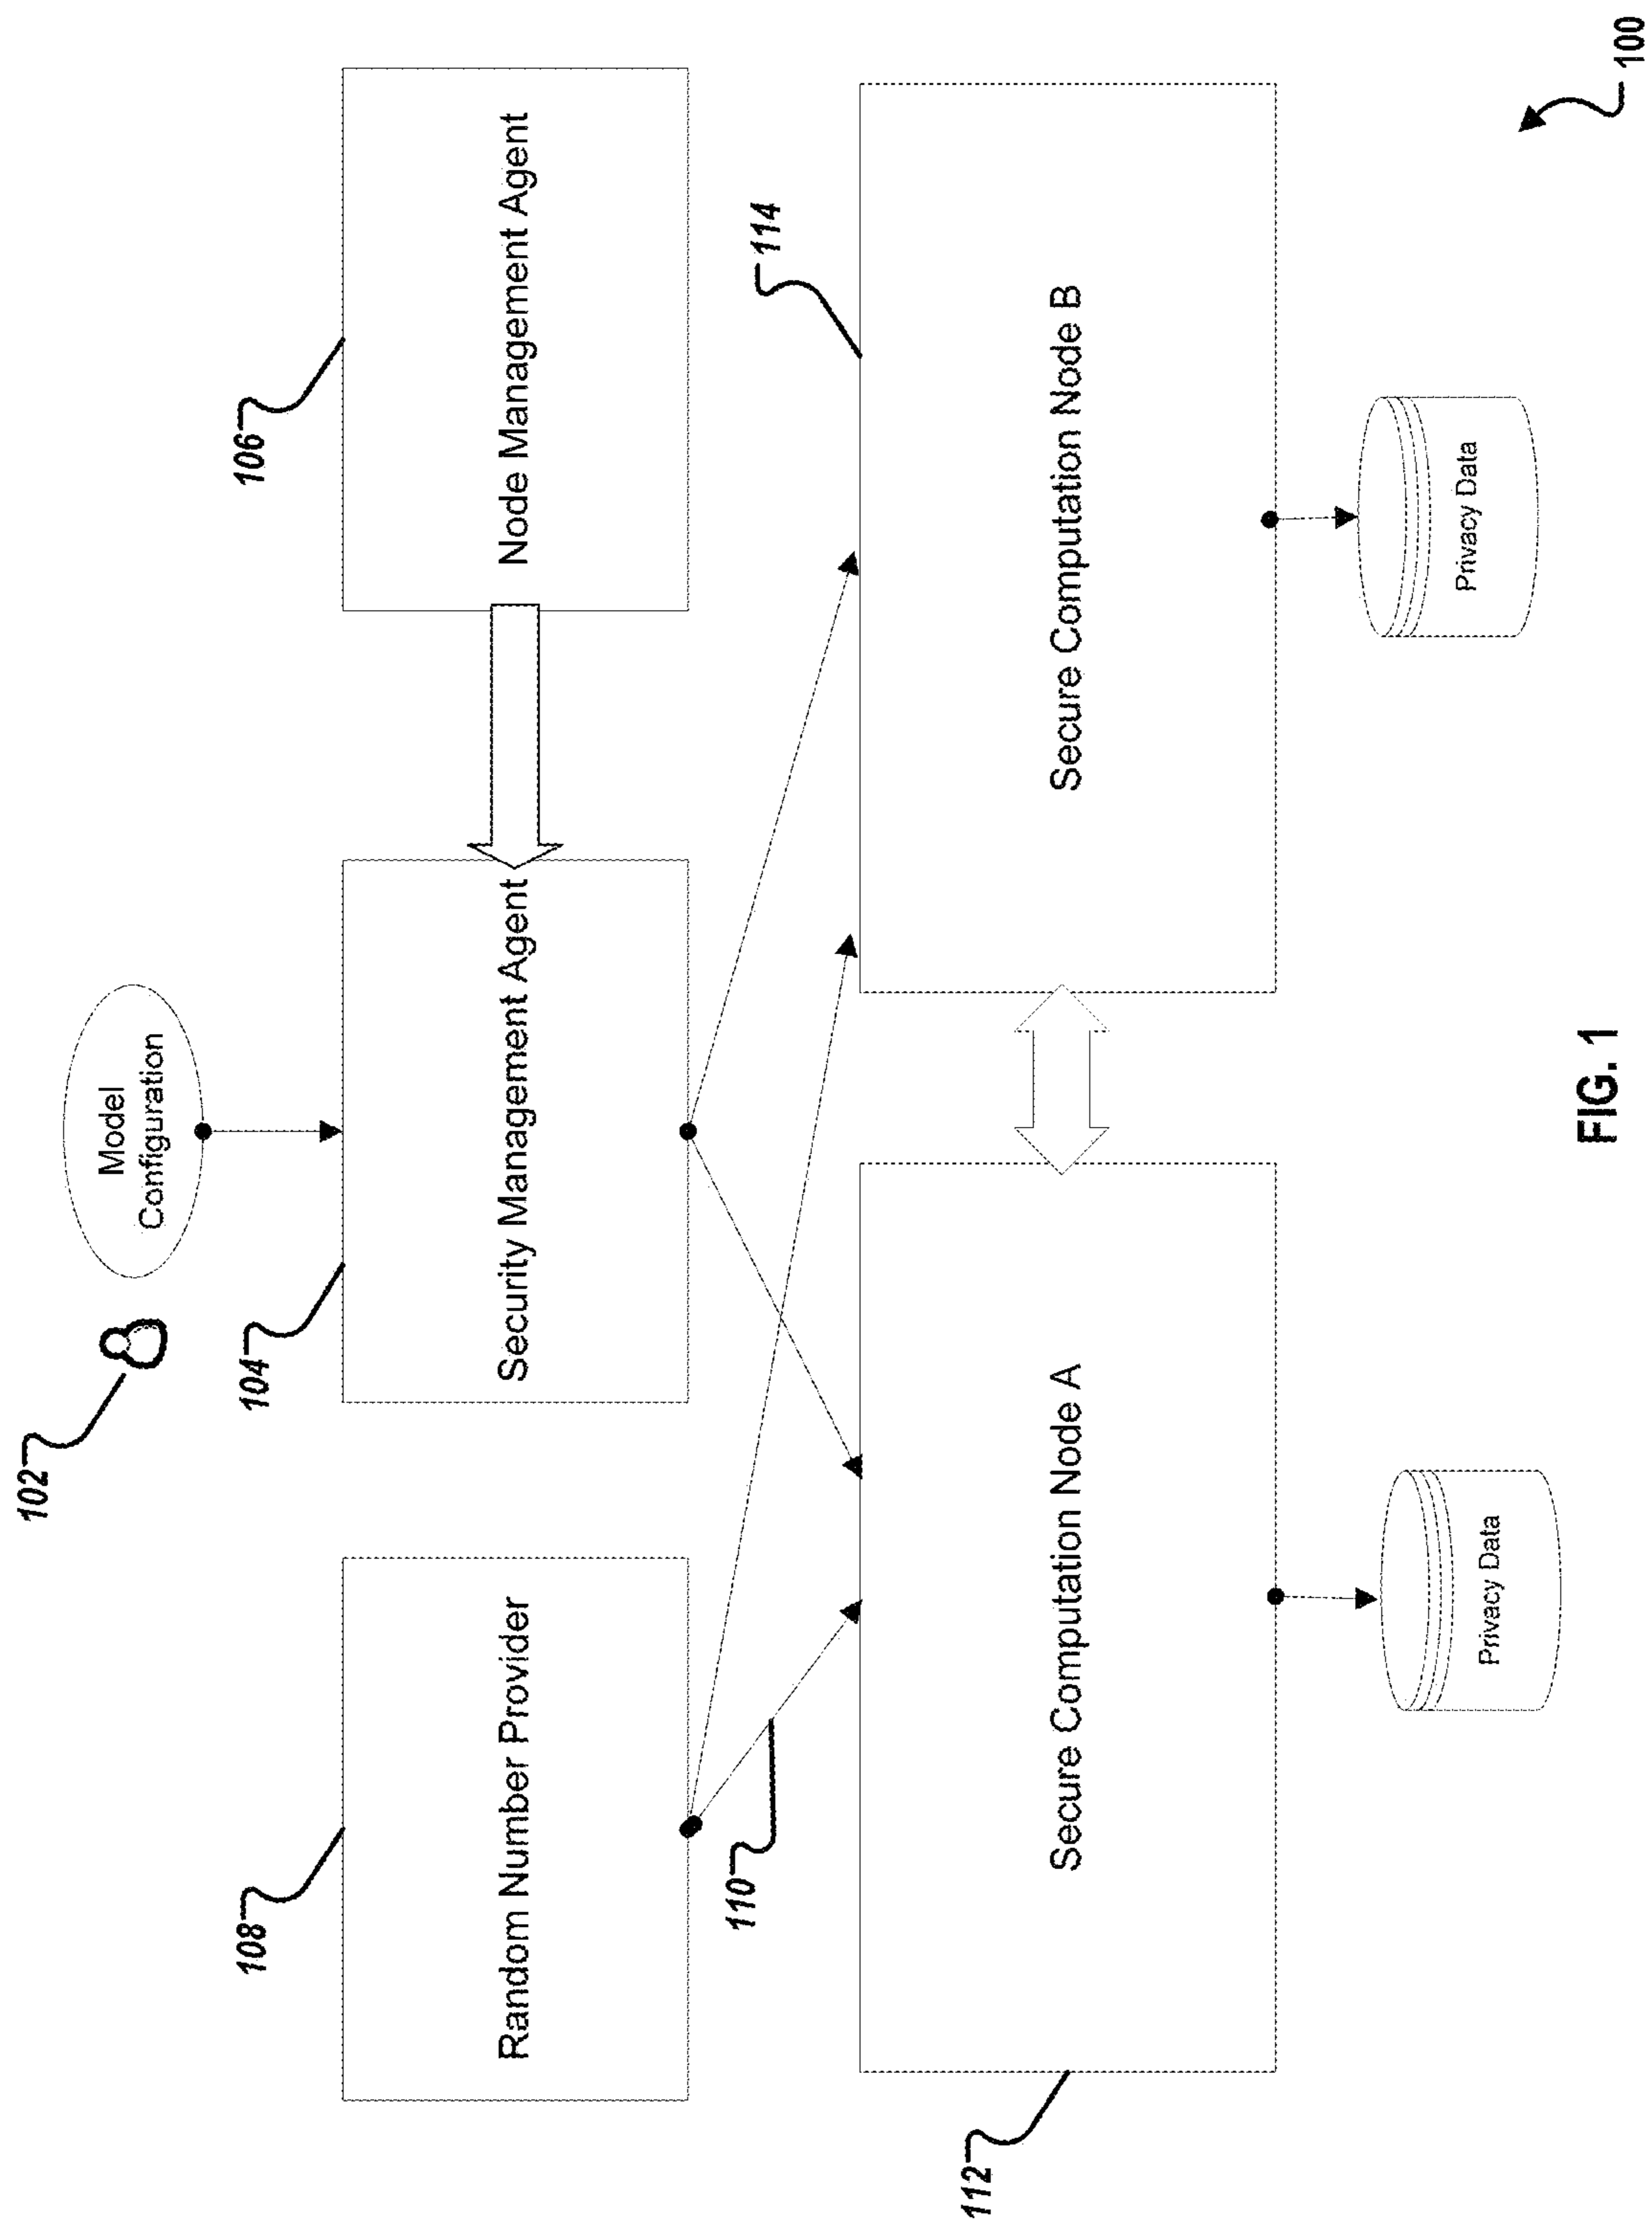 102
Model
Configuration
108
104
106
Random Number Provider
Security Management Agent
Node Management Agent
110
114
112
Secure Computation Node A
Secure Computation Node B
Privacy Data
Privacy Data
FIG. 1
100